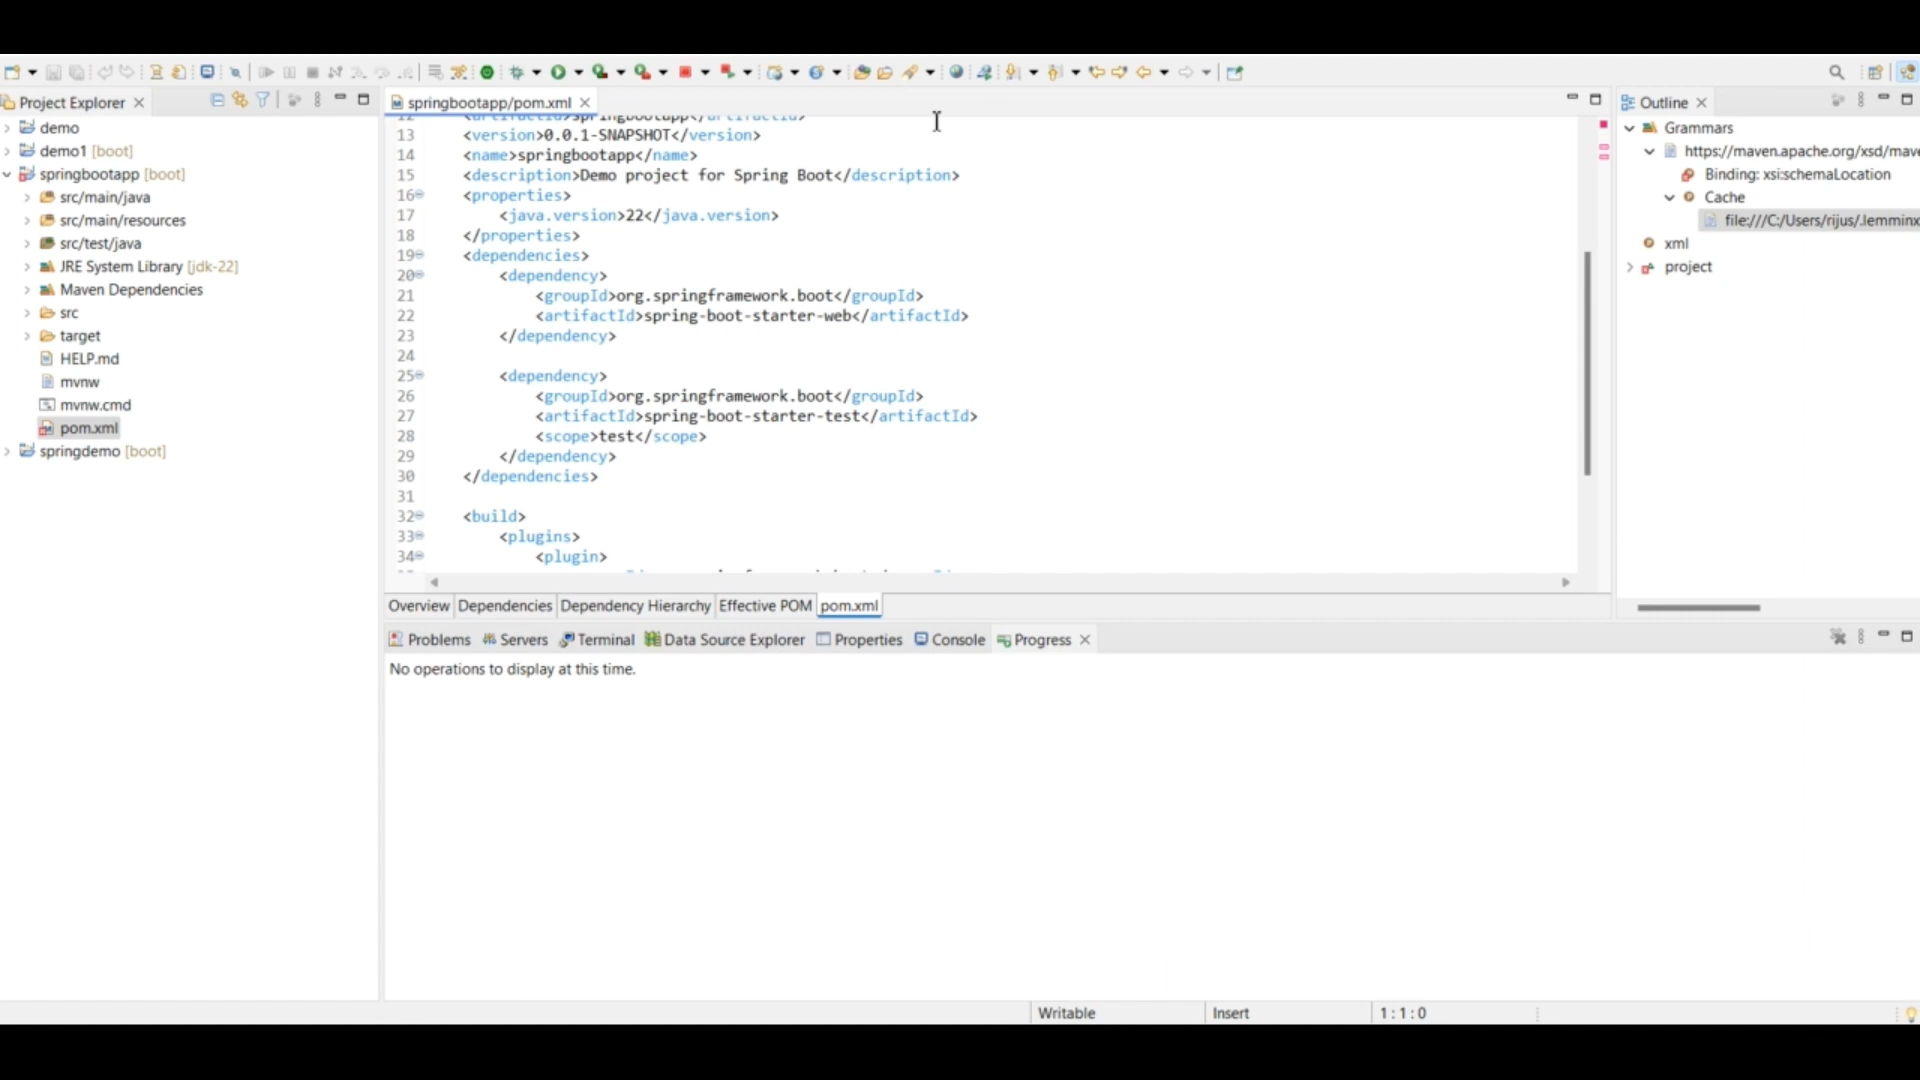 Project Explorer
demo
demo1 [boot]
springbootapp [boot]
src/main/java
src/main/resources
src/test/java
JRE System Library [jdk-22]
Maven Dependencies
src
target
HELP.md
mvnw
mvnw.cmd
pom.xml
springdemo [boot]
springbootapp/pom.xml
12 <artifactId>springbootapp</artifactId>
13 <version>0.0.1-SNAPSHOT</version>
14 <name>springbootapp</name>
15 <description>Demo project for Spring Boot</description>
16 <properties>
17 <java.version>22</java.version>
18 </properties>
19 <dependencies>
20 <dependency>
21 <groupId>org.springframework.boot</groupId>
22 <artifactId>spring-boot-starter-web</artifactId>
23 </dependency>
24
25 <dependency>
26 <groupId>org.springframework.boot</groupId>
27 <artifactId>spring-boot-starter-test</artifactId>
28 <scope>test</scope>
29 </dependency>
30 </dependencies>
31
32 <build>
33 <plugins>
34 <plugin>
Overview Dependencies Dependency Hierarchy Effective POM pom.xml
Problems Servers Terminal Data Source Explorer Properties Console Progress
No operations to display at this time.
Outline
Grammars
https://maven.apache.org/xsd/mave
Binding: xsi:schemaLocation
Cache
file:///C:/Users/rijus/.lemminx
xml
project
Writable Insert 1 : 1 : 0